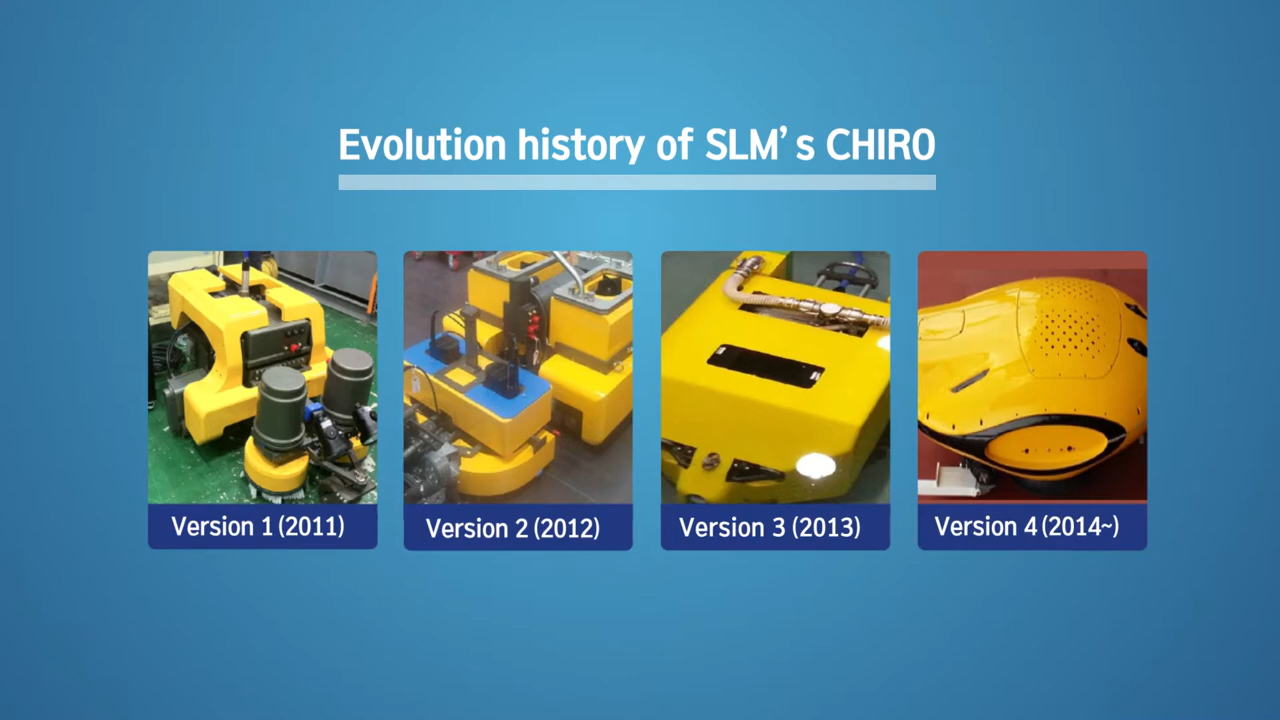 Evolution history of SLM’s CHIRO
Version 1 (2011)
Version 2 (2012)
Version 3 (2013)
Version 4 (2014~)